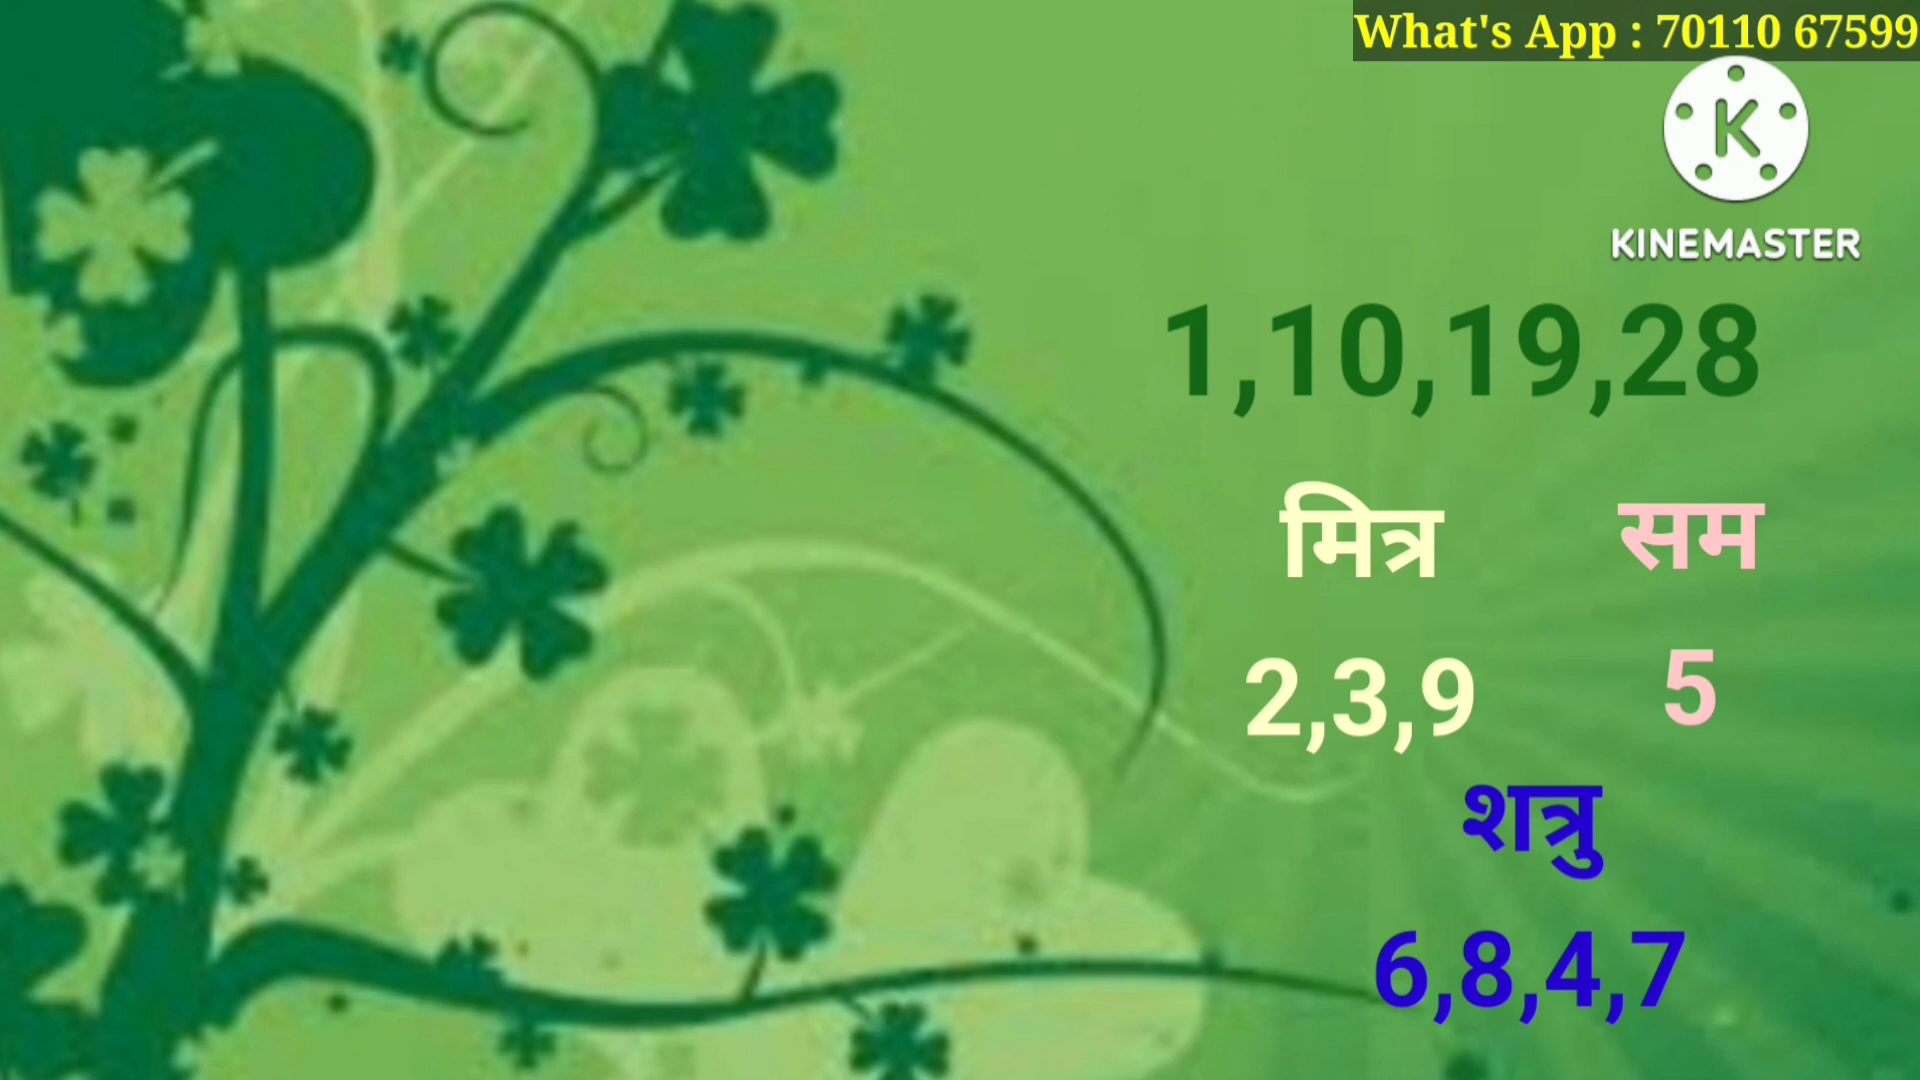 What's App : 70110 67599
KINEMASTER
1,10,19,28
मित्र सम
2,3,9 5
शत्रु
6,8,4,7